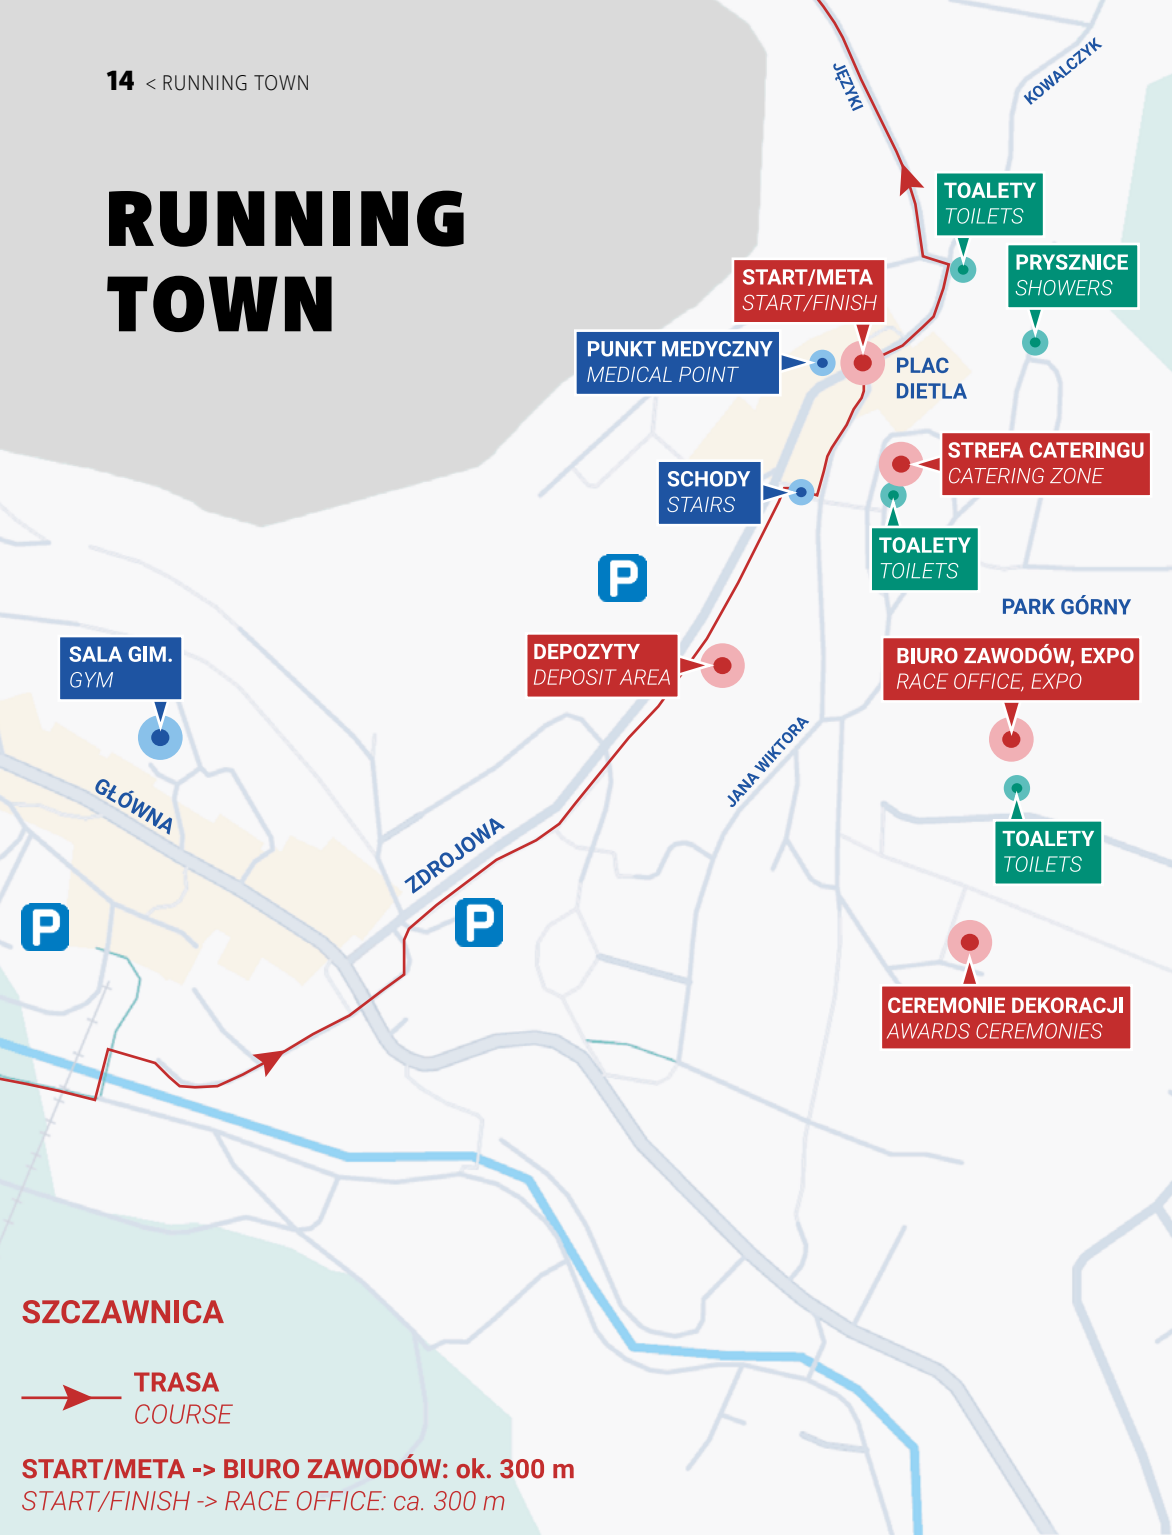 14 < RUNNING TOWN
RUNNING
TOWN
JĘZYKI
KOWALCZYK
TOALETY
TOILETS
PRYSZNICE
SHOWERS
START/META
START/FINISH
PUNKT MEDYCZNY
MEDICAL POINT
PLAC
DIETLA
STREFA CATERINGU
CATERING ZONE
SCHODY
STAIRS
TOALETY
TOILETS
P
PARK GÓRNY
SALA GIM.
GYM
DEPOZYTY
DEPOSIT AREA
BIURO ZAWODÓW, EXPO
RACE OFFICE, EXPO
JANA WIKTORA
GŁÓWNA
ZDROJOWA
TOALETY
TOILETS
P
P
CEREMONIE DEKORACJI
AWARDS CEREMONIES
SZCZAWNICA
TRASA
COURSE
START/META -> BIURO ZAWODÓW: ok. 300 m
START/FINISH -> RACE OFFICE: ca. 300 m